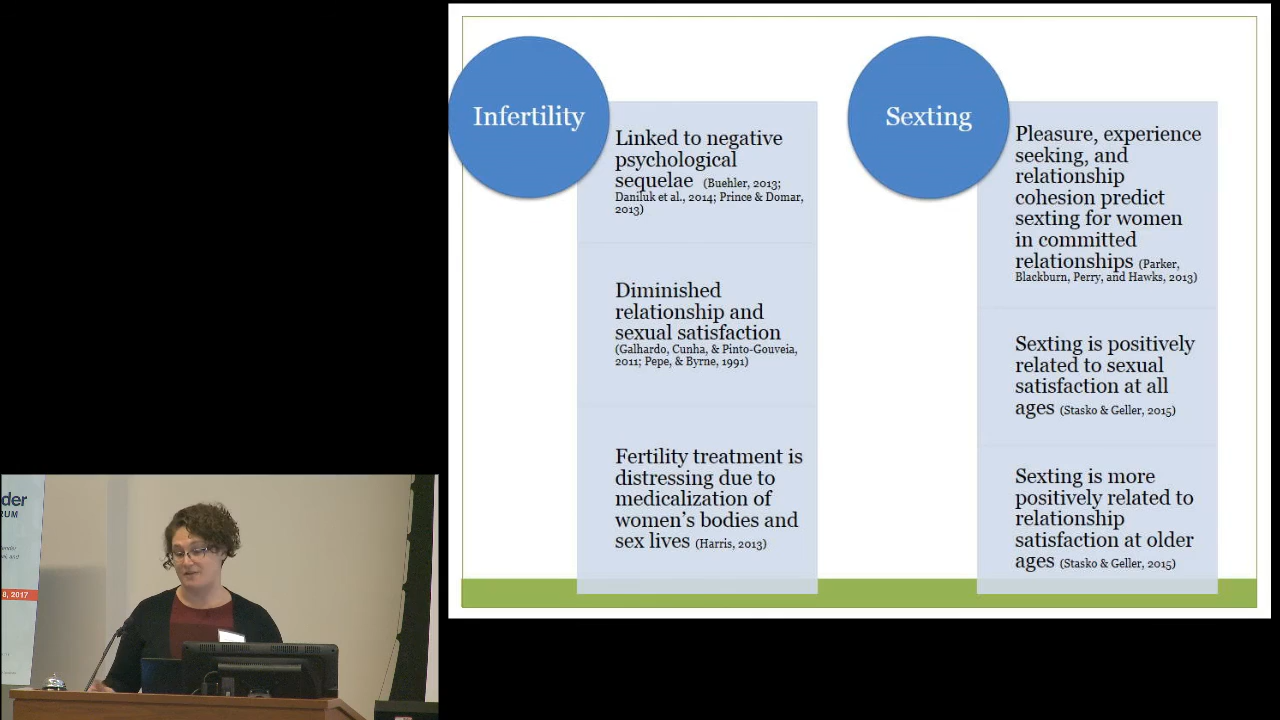 Infertility
Linked to negative
psychological
sequelae (Buehler, 2013;
Daniluk et al., 2014; Prince & Domar,
2013)
Diminished
relationship and
sexual satisfaction
(Galhardo, Cunha, & Pinto-Gouveia,
2011; Pepe, & Byrne, 1991)
Fertility treatment is
distressing due to
medicalization of
women's bodies and
sex lives (Harris, 2013)
Sexting
Pleasure, experience
seeking, and
relationship
cohesion predict
sexting for women
in committed
relationships (Parker,
Blackburn, Perry, and Hawks, 2013)
Sexting is positively
related to sexual
satisfaction at all
ages (Stasko & Geller, 2015)
Sexting is more
positively related to
relationship
satisfaction at older
ages (Stasko & Geller, 2015)
der
RUM
8, 2017